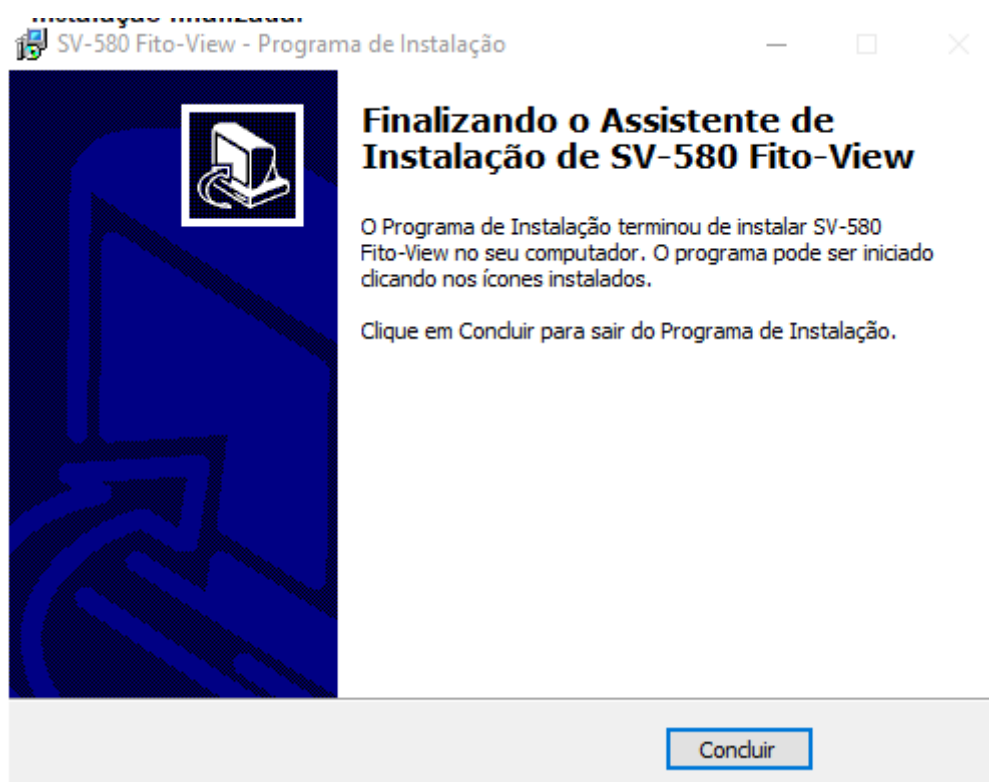 Instalação finalizada.
SV-580 Fito-View - Programa de Instalação
Finalizando o Assistente de
Instalação de SV-580 Fito-View
O Programa de Instalação terminou de instalar SV-580
Fito-View no seu computador. O programa pode ser iniciado
clicando nos ícones instalados.
Clique em Concluir para sair do Programa de Instalação.
Concluir